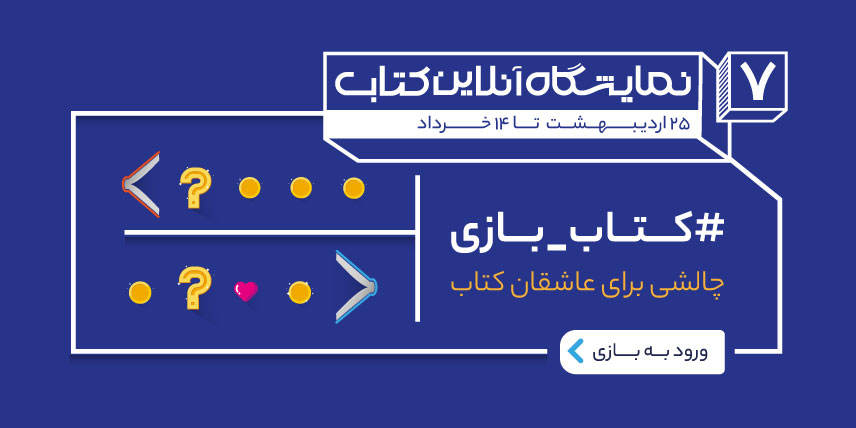 ۷
نمایشگاه آنلاین کتاب
۲۵ اردیبهشت تا ۱۴ خرداد
#کتاب_بازی
چالشی برای عاشقان کتاب
ورود به بازی
? 
?